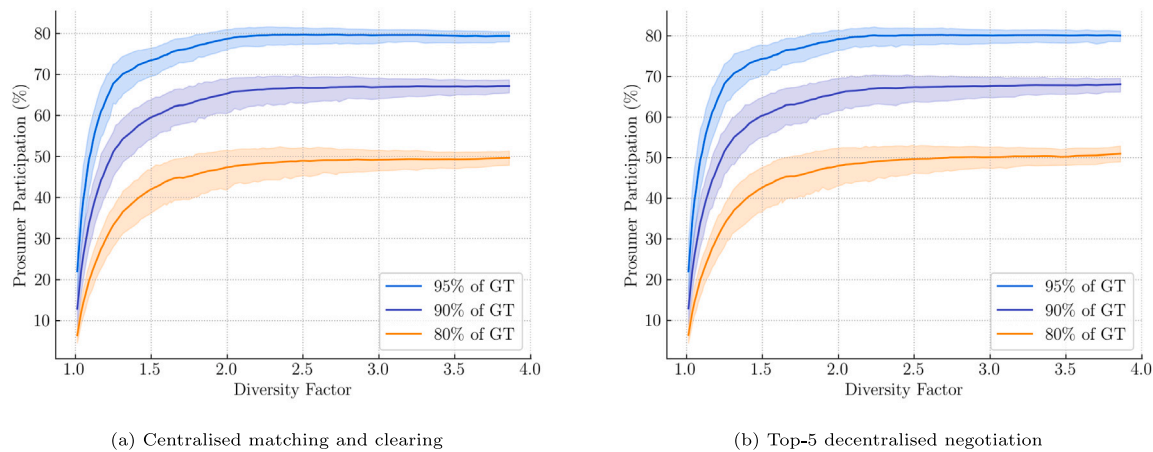 80
70
60
50
40
30
20
10
Prosumer Participation (%)
95% of GT
90% of GT
80% of GT
1.0 1.5 2.0 2.5 3.0 3.5 4.0
Diversity Factor
(a) Centralised matching and clearing
80
70
60
50
40
30
20
10
Prosumer Participation (%)
95% of GT
90% of GT
80% of GT
1.0 1.5 2.0 2.5 3.0 3.5 4.0
Diversity Factor
(b) Top-5 decentralised negotiation